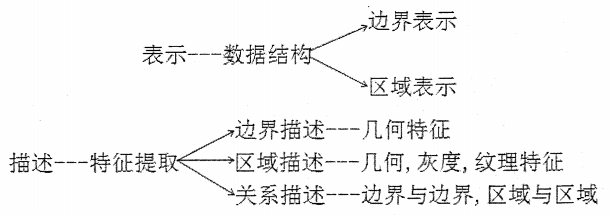 边界表示
表示---数据结构
区域表示
边界描述---几何特征
描述---特征提取 区域描述---几何, 灰度, 纹理特征
关系描述---边界与边界, 区域与区域